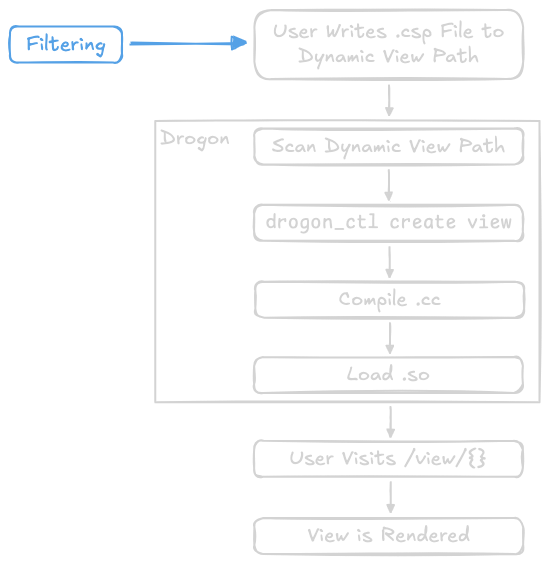 Filtering
User Writes .csp File to
Dynamic View Path
Drogon
Scan Dynamic View Path
drogon_ctl create view
Compile .cc
Load .so
User Visits /view/{}
View is Rendered